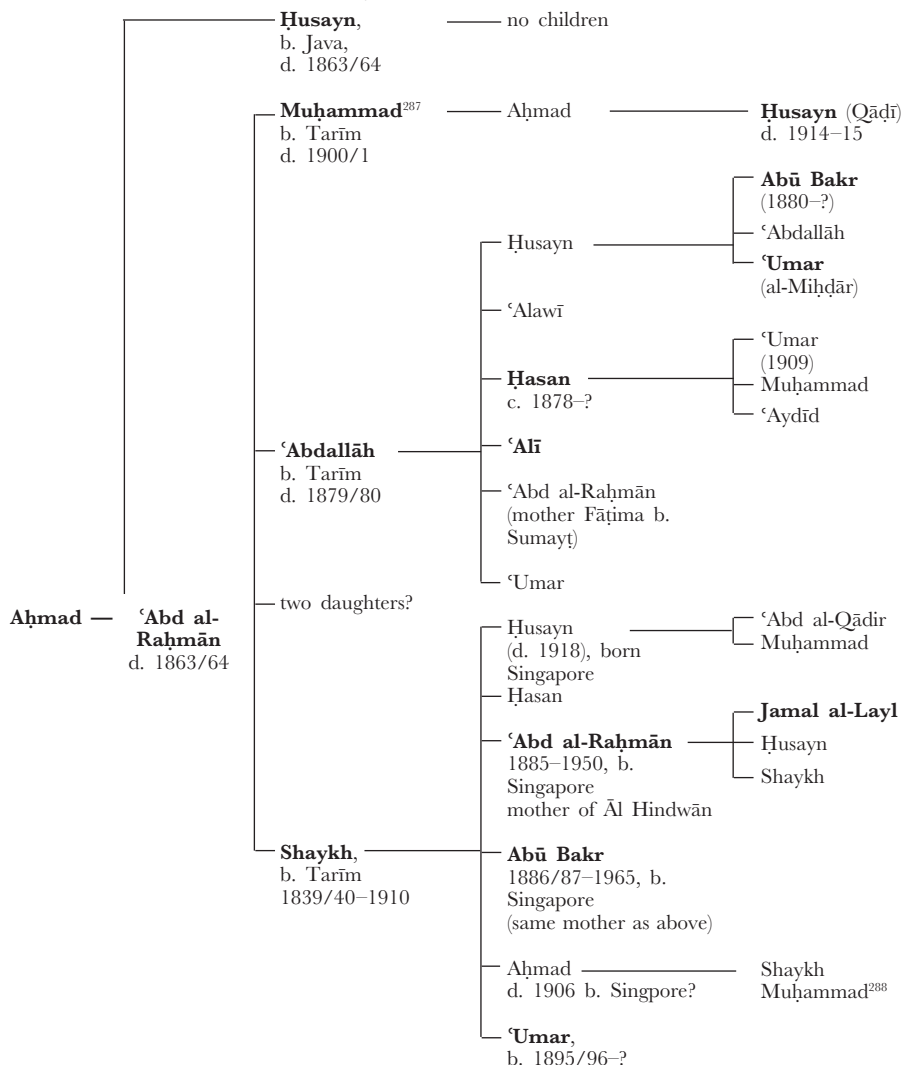 Ḥusayn,
b. Java,
d. 1863/64
no children
Muḥammad²⁸⁷
b. Tarīm
d. 1900/1
Aḥmad
Ḥusayn (Qāḍī)
d. 1914–15
Abū Bakr
(1880–?)
ʿAbdallāh
ʿUmar
(al-Miḥḍār)
Ḥusayn
ʿAlawī
Ḥasan
c. 1878–?
ʿUmar
(1909)
Muḥammad
ʿAydīd
ʿAbdallāh
b. Tarīm
d. 1879/80
ʿAlī
ʿAbd al-Raḥmān
(mother Fāṭima b.
Sumayṭ)
ʿUmar
Aḥmad —
ʿAbd al-
Raḥmān
d. 1863/64
two daughters?
Ḥusayn
(d. 1918), born
Singapore
ʿAbd al-Qādir
Muḥammad
Ḥasan
ʿAbd al-Raḥmān
1885–1950, b.
Singapore
mother of Āl Hindwān
Jamal al-Layl
Ḥusayn
Shaykh
Shaykh,
b. Tarīm
1839/40–1910
Abū Bakr
1886/87–1965, b.
Singapore
(same mother as above)
Aḥmad
d. 1906 b. Singpore?
Shaykh
Muḥammad²⁸⁸
ʿUmar,
b. 1895/96–?